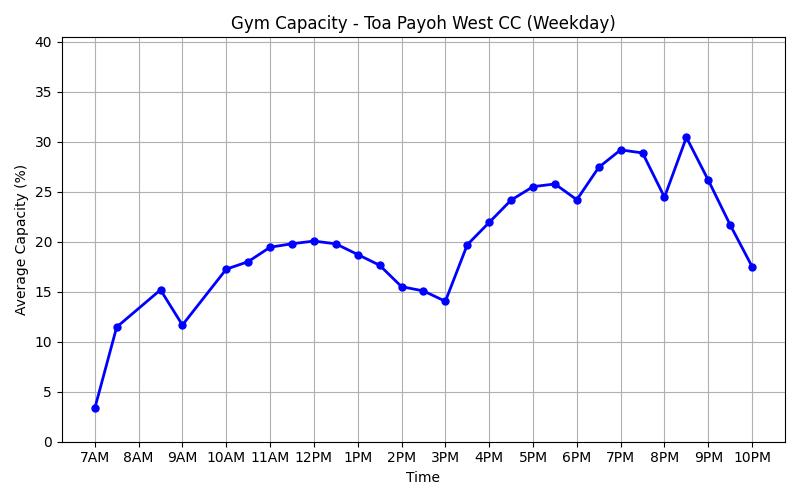 Gym Capacity - Toa Payoh West CC (Weekday)
40
35
30
25
20
15
10
5
0
Average Capacity (%)
7AM 8AM 9AM 10AM 11AM 12PM 1PM 2PM 3PM 4PM 5PM 6PM 7PM 8PM 9PM 10PM
Time